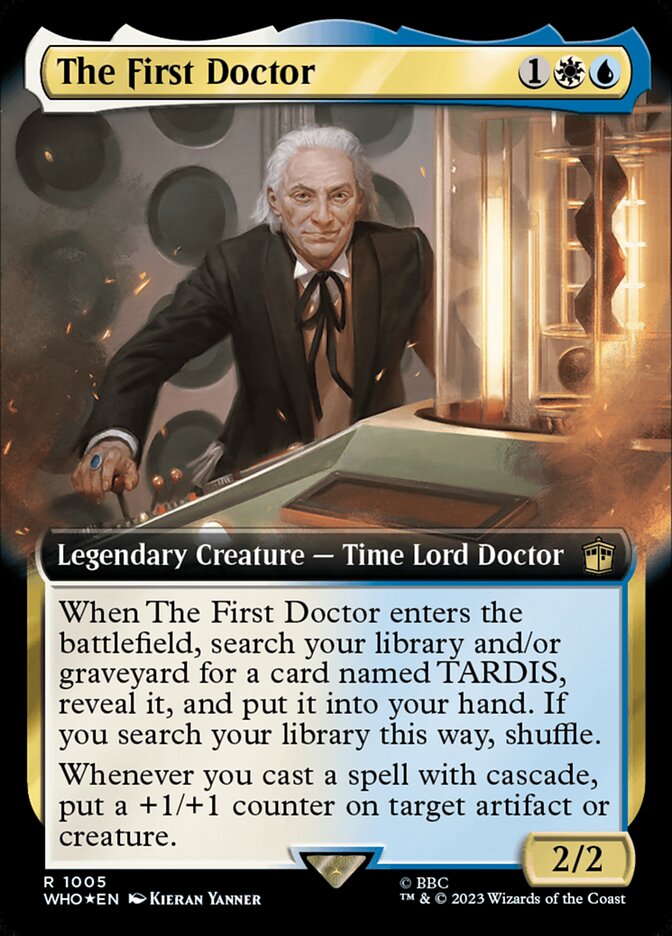 The First Doctor 1
Legendary Creature — Time Lord Doctor
When The First Doctor enters the
battlefield, search your library and/or
graveyard for a card named TARDIS,
reveal it, and put it into your hand. If
you search your library this way, shuffle.
Whenever you cast a spell with cascade,
put a +1/+1 counter on target artifact or
creature.
2/2
R 1005
WHO★EN Kieran Yanner
© BBC
™ & © 2023 Wizards of the Coast